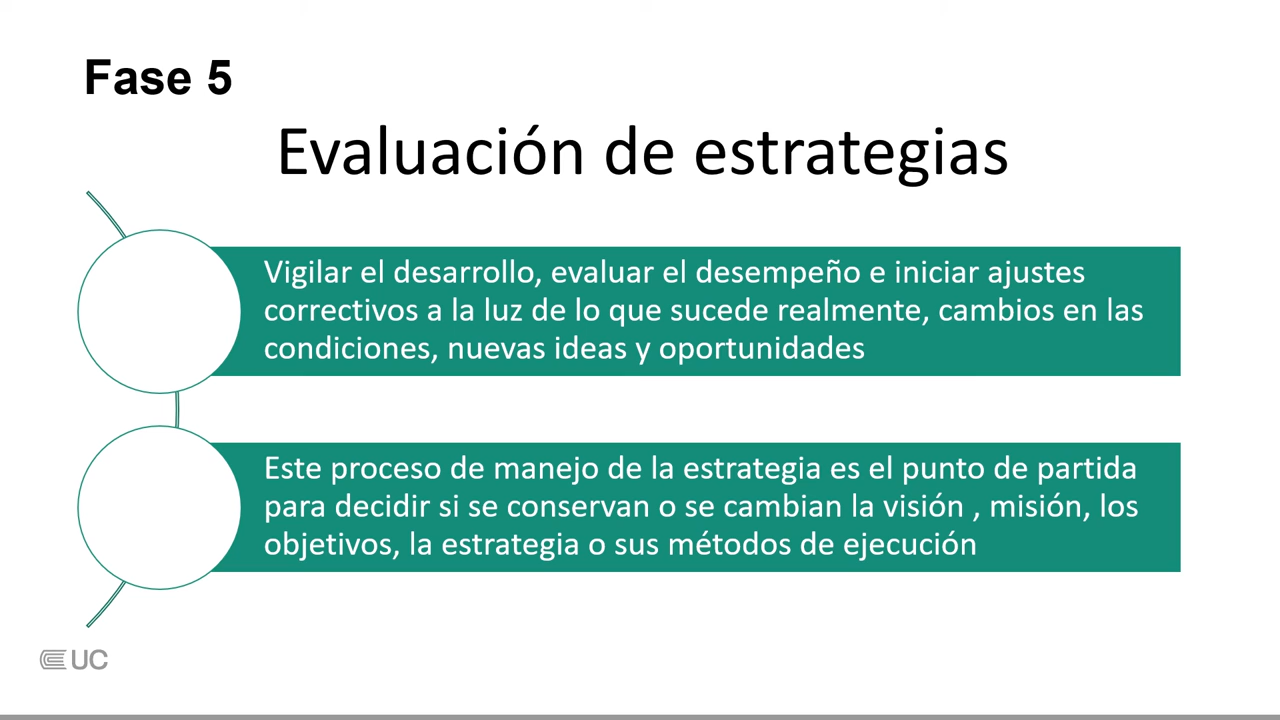 Fase 5
Evaluación de estrategias
Vigilar el desarrollo, evaluar el desempeño e iniciar ajustes
correctivos a la luz de lo que sucede realmente, cambios en las
condiciones, nuevas ideas y oportunidades
Este proceso de manejo de la estrategia es el punto de partida
para decidir si se conservan o se cambian la visión , misión, los
objetivos, la estrategia o sus métodos de ejecución
UC